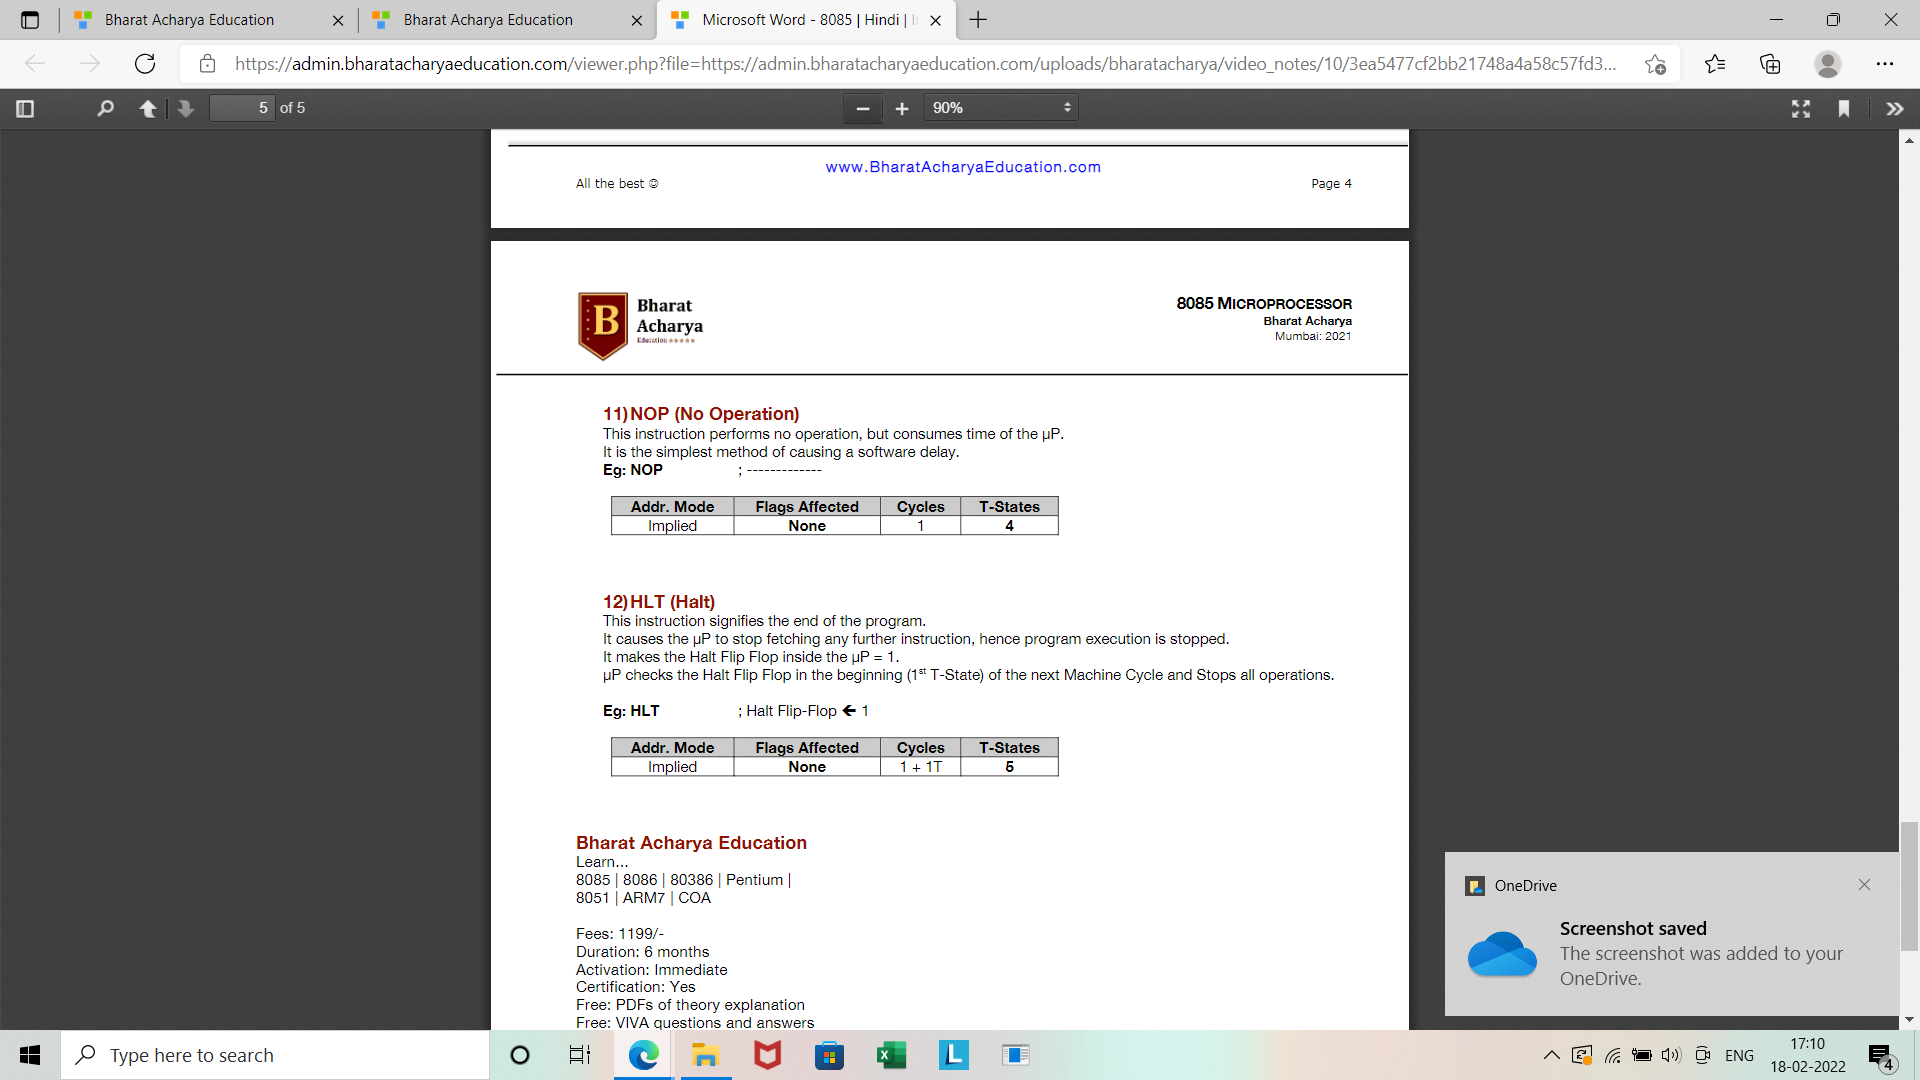 Bharat Acharya Education
Bharat Acharya Education
Microsoft Word - 8085 | Hindi |
https://admin.bharatacharyaeducation.com/viewer.php?file=https://admin.bharatacharyaeducation.com/uploads/bharatacharya/video_notes/10/3ea5477cf2bb21748a4a58c57fd3...
5 of 5
90%
www.BharatAcharyaEducation.com
All the best ☺
Page 4
B
Bharat
Acharya
Education ★★★★★
8085 MICROPROCESSOR
Bharat Acharya
Mumbai: 2021
11) NOP (No Operation)
This instruction performs no operation, but consumes time of the µP.
It is the simplest method of causing a software delay.
Eg: NOP ; -------------
Addr. Mode Flags Affected Cycles T-States
Implied None 1 4
12) HLT (Halt)
This instruction signifies the end of the program.
It causes the µP to stop fetching any further instruction, hence program execution is stopped.
It makes the Halt Flip Flop inside the µP = 1.
µP checks the Halt Flip Flop in the beginning (1st T-State) of the next Machine Cycle and Stops all operations.
Eg: HLT ; Halt Flip-Flop ← 1
Addr. Mode Flags Affected Cycles T-States
Implied None 1 + 1T 5
Bharat Acharya Education
Learn...
8085 | 8086 | 80386 | Pentium |
8051 | ARM7 | COA
Fees: 1199/-
Duration: 6 months
Activation: Immediate
Certification: Yes
Free: PDFs of theory explanation
Free: VIVA questions and answers
OneDrive
Screenshot saved
The screenshot was added to your
OneDrive.
Type here to search
L
ENG
17:10
18-02-2022
4